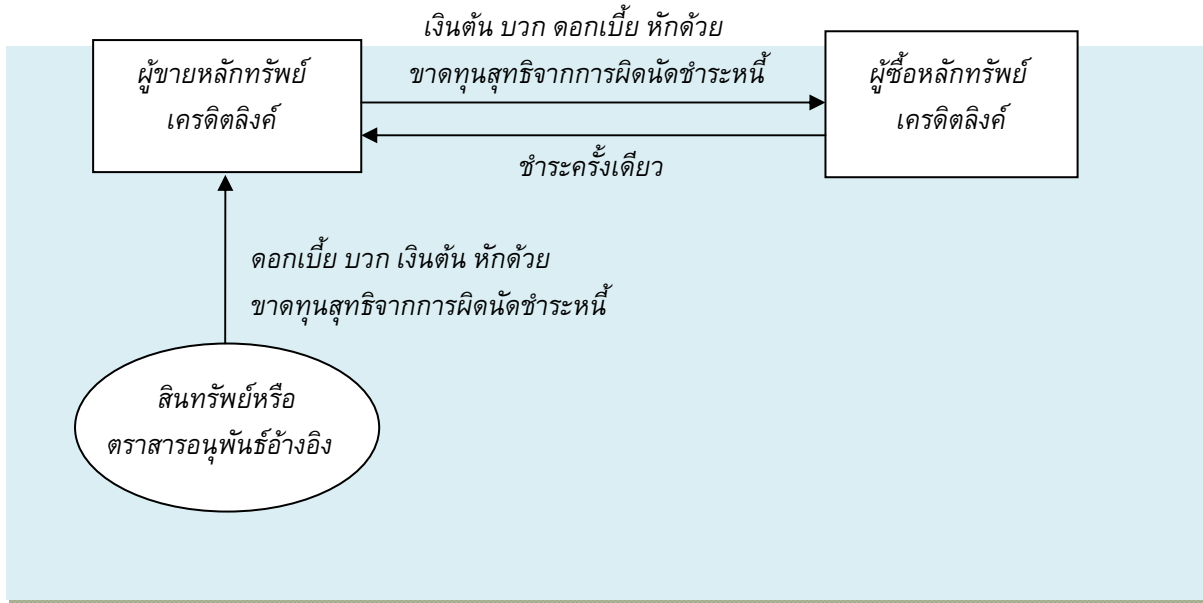 เงินต้น บวก ดอกเบี้ย หักด้วย
ขาดทุนสุทธิจากการผิดนัดชำระหนี้
ผู้ขายหลักทรัพย์
เครดิตลิงค์
ผู้ซื้อหลักทรัพย์
เครดิตลิงค์
ชำระครั้งเดียว
ดอกเบี้ย บวก เงินต้น หักด้วย
ขาดทุนสุทธิจากการผิดนัดชำระหนี้
สินทรัพย์หรือ
ตราสารอนุพันธ์อ้างอิง